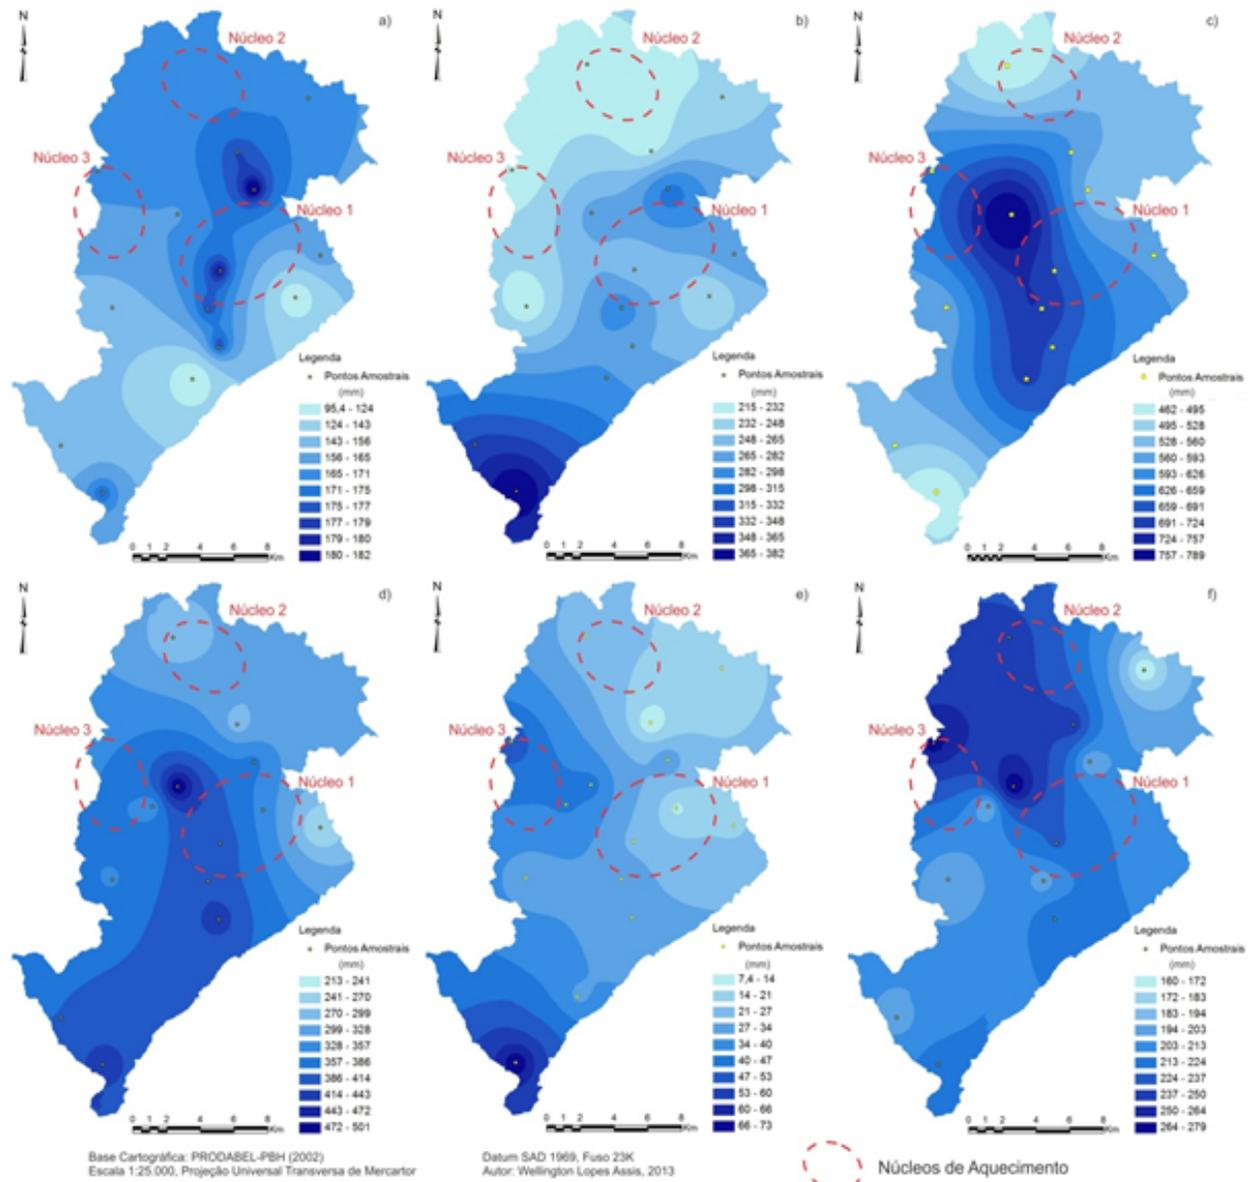 N
a)
Núcleo 2
Núcleo 3
Núcleo 1
Legenda
Pontos Amostrais
(mm)
95,4 - 124
124 - 143
143 - 156
156 - 165
165 - 171
171 - 175
175 - 177
177 - 179
179 - 180
180 - 182
0 1 2 4 6 8
Km
N
b)
Núcleo 2
Núcleo 3
Núcleo 1
Legenda
Pontos Amostrais
(mm)
215 - 232
232 - 248
248 - 265
265 - 282
282 - 298
298 - 315
315 - 332
332 - 348
348 - 365
365 - 382
0 1 2 4 6 8
Km
N
c)
Núcleo 2
Núcleo 3
Núcleo 1
Legenda
Pontos Amostrais
(mm)
462 - 495
495 - 528
528 - 560
560 - 593
593 - 626
626 - 659
659 - 691
691 - 724
724 - 757
757 - 789
0 1 2 4 6 8
Km
N
d)
Núcleo 2
Núcleo 3
Núcleo 1
Legenda
Pontos Amostrais
(mm)
213 - 241
241 - 270
270 - 299
299 - 328
328 - 357
357 - 386
386 - 414
414 - 443
443 - 472
472 - 501
0 1 2 4 6 8
Km
N
e)
Núcleo 2
Núcleo 3
Núcleo 1
Legenda
Pontos Amostrais
(mm)
7,4 - 14
14 - 21
21 - 27
27 - 34
34 - 40
40 - 47
47 - 53
53 - 60
60 - 66
66 - 73
0 1 2 4 6 8
Km
N
f)
Núcleo 2
Núcleo 3
Núcleo 1
Legenda
Pontos Amostrais
(mm)
160 - 172
172 - 183
183 - 194
194 - 203
203 - 213
213 - 224
224 - 237
237 - 250
250 - 264
264 - 279
0 1 2 4 6 8
Km
Base Cartográfica: PRODABEL-PBH (2002)
Escala 1:25.000, Projeção Universal Transversa de Mercartor
Datum SAD 1969, Fuso 23K
Autor: Wellington Lopes Assis, 2013
Núcleos de Aquecimento